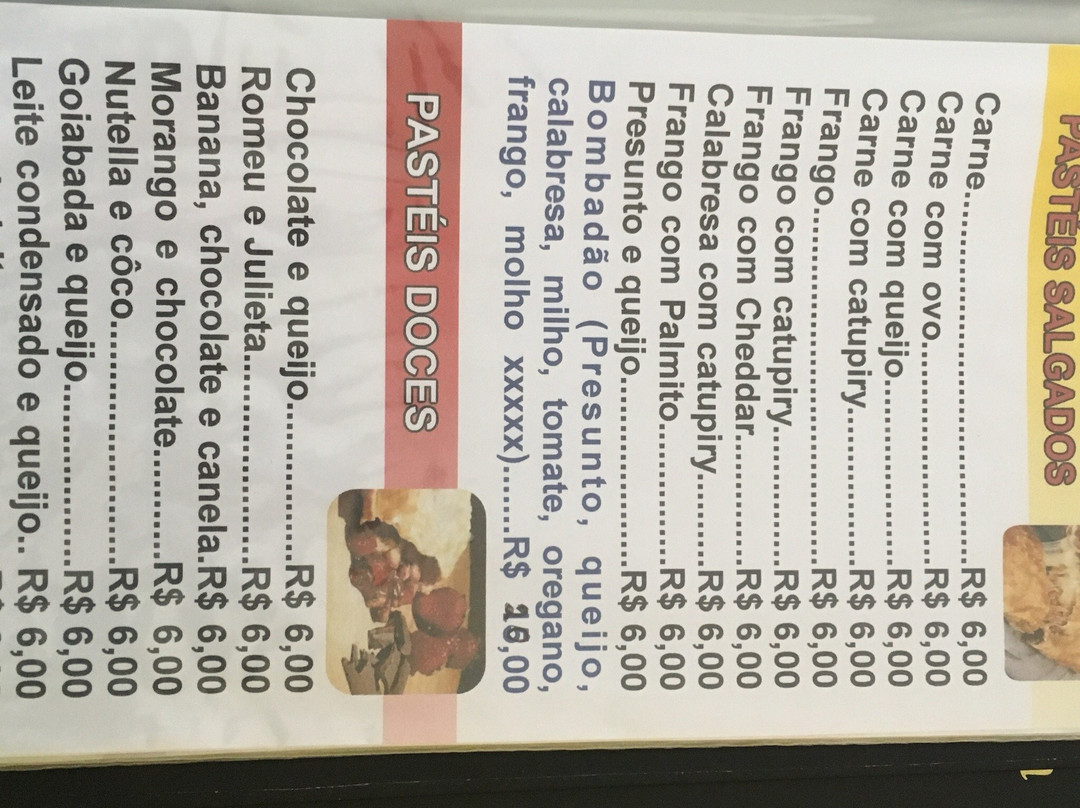 PASTÉIS SALGADOS
Carne........................................R$ 6,00
Carne com ovo........................R$ 6,00
Carne com queijo....................R$ 6,00
Carne com catupiry.................R$ 6,00
Frango.......................................R$ 6,00
Frango com catupiry...............R$ 6,00
Frango com Cheddar..............R$ 6,00
Calabresa com catupiry..........R$ 6,00
Frango com Palmito................R$ 6,00
Presunto e queijo....................R$ 6,00
Bombadão (Presunto, queijo,
calabresa, milho, tomate, oregano,
frango, molho xxxxx)......R$
PASTÉIS DOCES
Chocolate e queijo.................R$ 6,00
Romeu e Julieta......................R$ 6,00
Banana, chocolate e canela.R$ 6,00
Morango e chocolate............R$ 6,00
Nutella e côco.........................R$ 6,00
Goiabada e queijo..................R$ 6,00
Leite condensado e queijo.. R$ 6,00